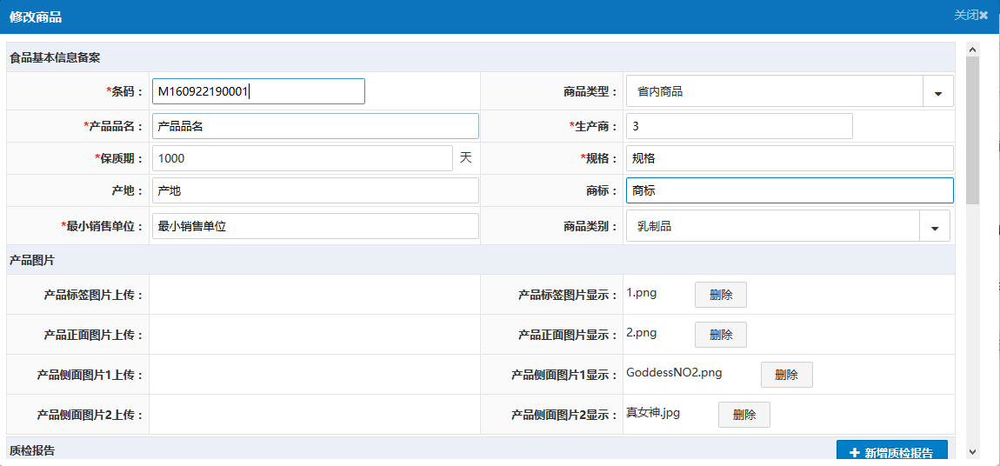 修改商品 关闭✖
食品基本信息备案
*条码： M160922190001 商品类型： 省内商品
*产品品名： 产品品名 *生产商： 3
*保质期： 1000 天 *规格： 规格
产地： 产地 商标： 商标
*最小销售单位： 最小销售单位 商品类别： 乳制品
产品图片
产品标签图片上传： 产品标签图片显示： 1.png 删除
产品正面图片上传： 产品正面图片显示： 2.png 删除
产品侧面图片1上传： 产品侧面图片1显示： GoddessNO2.png 删除
产品侧面图片2上传： 产品侧面图片2显示： 真女神.jpg 删除
质检报告 ✚ 新增质检报告